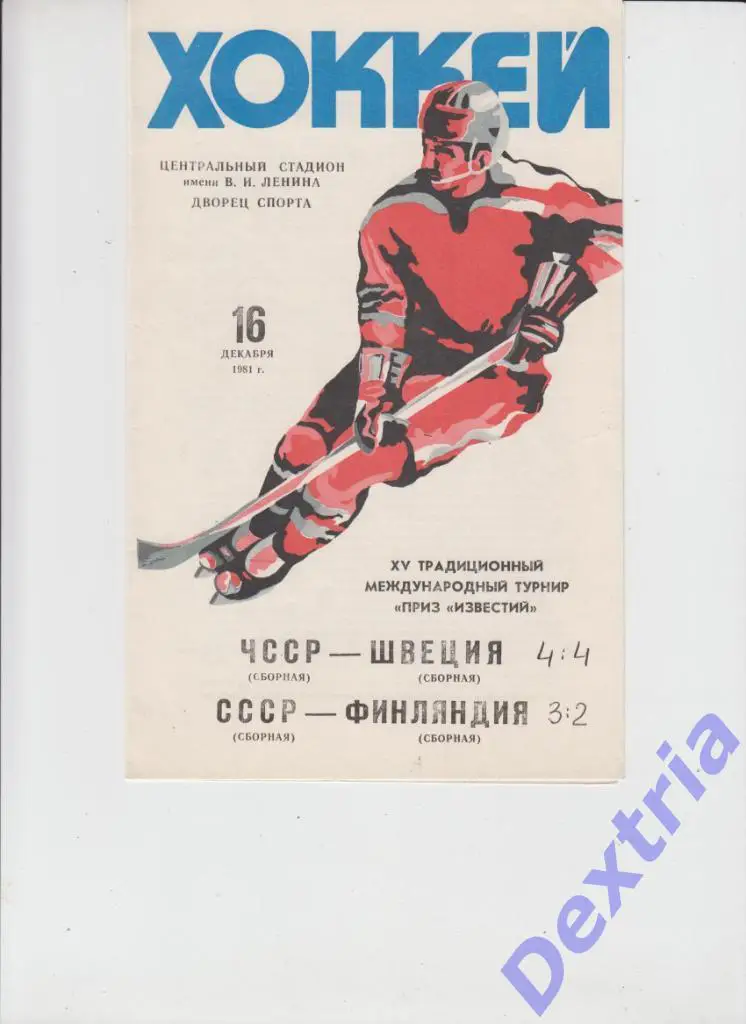 ХОККЕЙ
ЦЕНТРАЛЬНЫЙ СТАДИОН
имени В. И. ЛЕНИНА
ДВОРЕЦ СПОРТА
16
ДЕКАБРЯ
1981 г.
XV ТРАДИЦИОННЫЙ
МЕЖДУНАРОДНЫЙ ТУРНИР
«ПРИЗ «ИЗВЕСТИЙ»
ЧССР — ШВЕЦИЯ 4:4
(СБОРНАЯ) (СБОРНАЯ)
СССР — ФИНЛЯНДИЯ 3:2
(СБОРНАЯ) (СБОРНАЯ)
Dextria